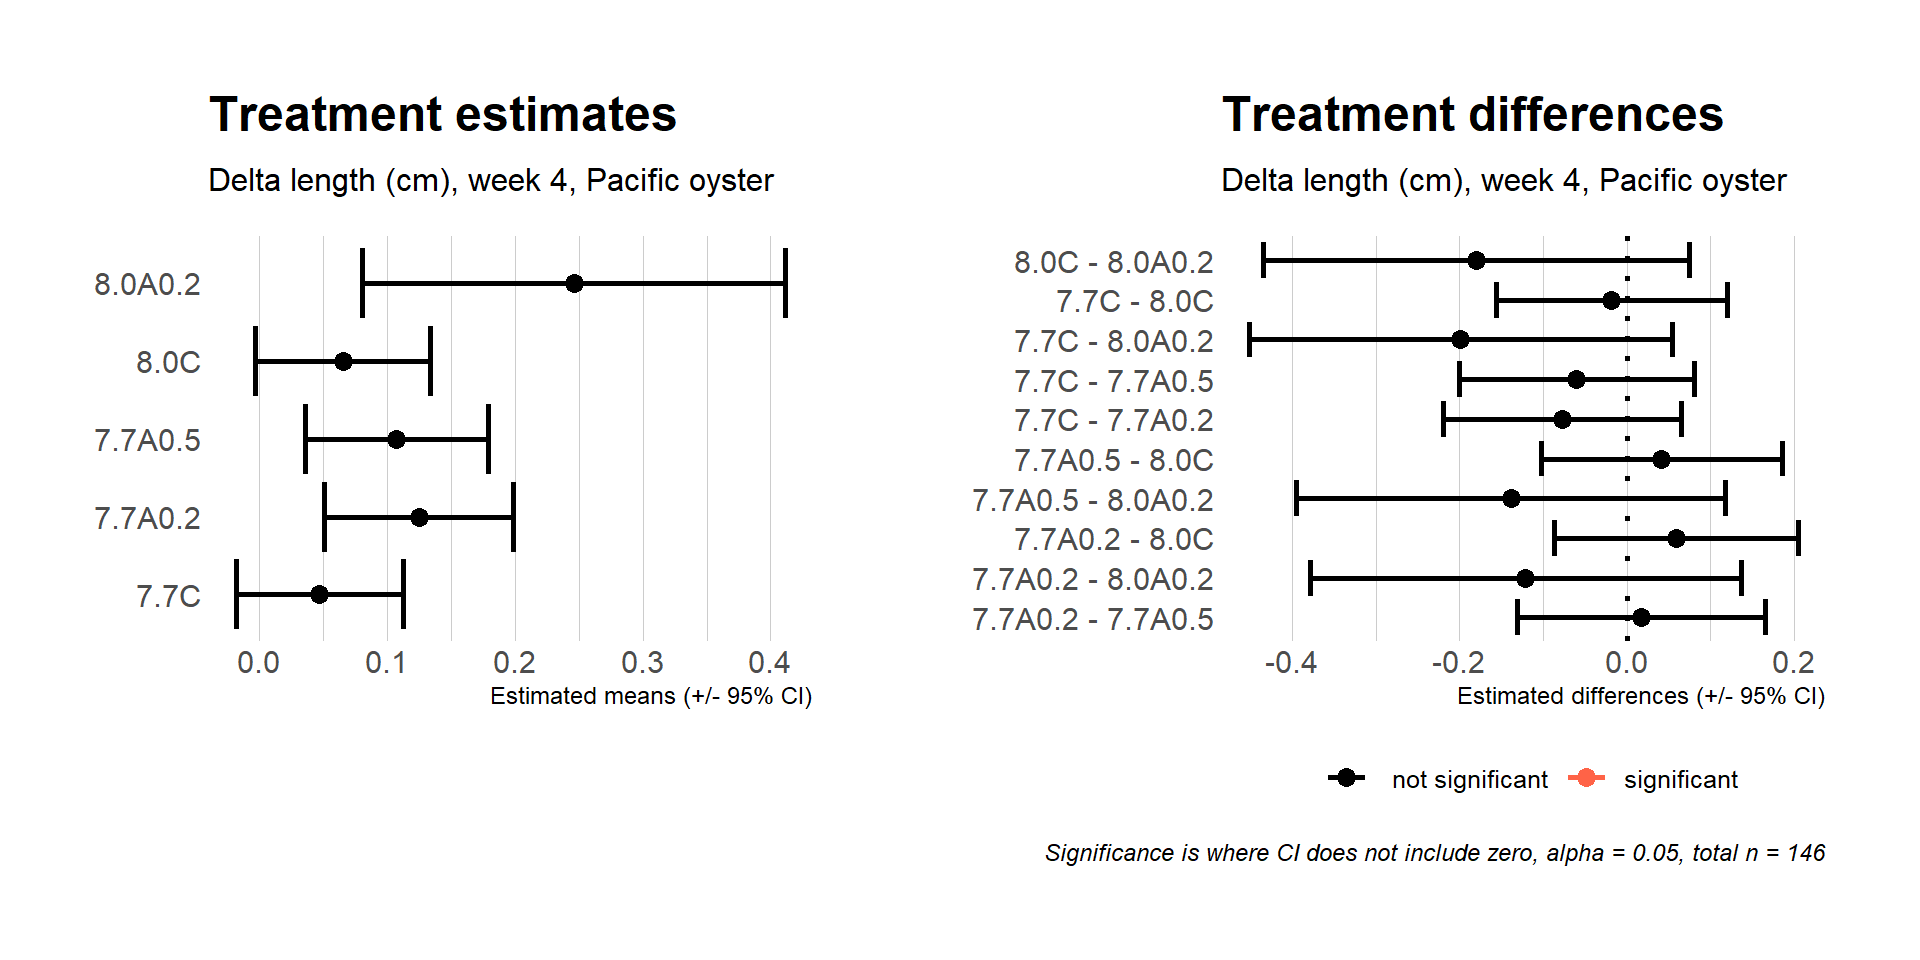 Treatment estimates
Delta length (cm), week 4, Pacific oyster
8.0A0.2
8.0C
7.7A0.5
7.7A0.2
7.7C
0.0 0.1 0.2 0.3 0.4
Estimated means (+/- 95% CI)
Treatment differences
Delta length (cm), week 4, Pacific oyster
8.0C - 8.0A0.2
7.7C - 8.0C
7.7C - 8.0A0.2
7.7C - 7.7A0.5
7.7C - 7.7A0.2
7.7A0.5 - 8.0C
7.7A0.5 - 8.0A0.2
7.7A0.2 - 8.0C
7.7A0.2 - 8.0A0.2
7.7A0.2 - 7.7A0.5
-0.4 -0.2 0.0 0.2
Estimated differences (+/- 95% CI)
not significant significant
Significance is where CI does not include zero, alpha = 0.05, total n = 146